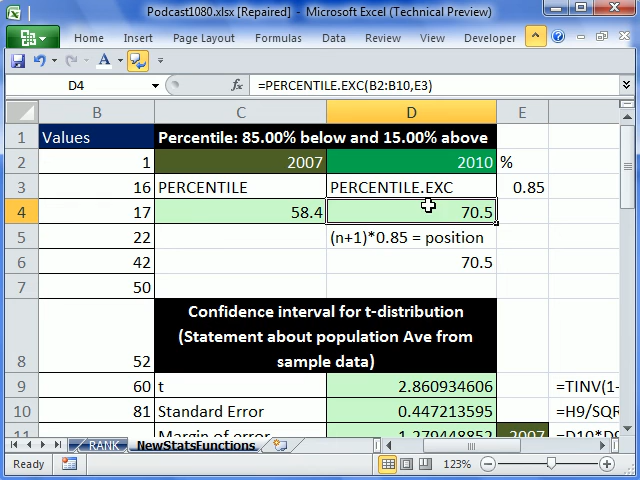 Podcast1080.xlsx [Repaired] - Microsoft Excel (Technical Preview)
Home Insert Page Layout Formulas Data Review View Developer
D4 fx =PERCENTILE.EXC(B2:B10,E3)
B C D E
1 Values Percentile: 85.00% below and 15.00% above
2 1 2007 2010 %
3 16 PERCENTILE PERCENTILE.EXC 0.85
4 17 58.4 70.5
5 22 (n+1)*0.85 = position
6 42 70.5
7 50
Confidence interval for t-distribution
(Statement about population Ave from
8 52 sample data)
9 60 t 2.860934606 =TINV(1-
10 81 Standard Error 0.447213595 =H9/SQR
11 Margin of error 1.279448852 2007 =D10*D9
RANK NewStatsFunctions
Ready 123%